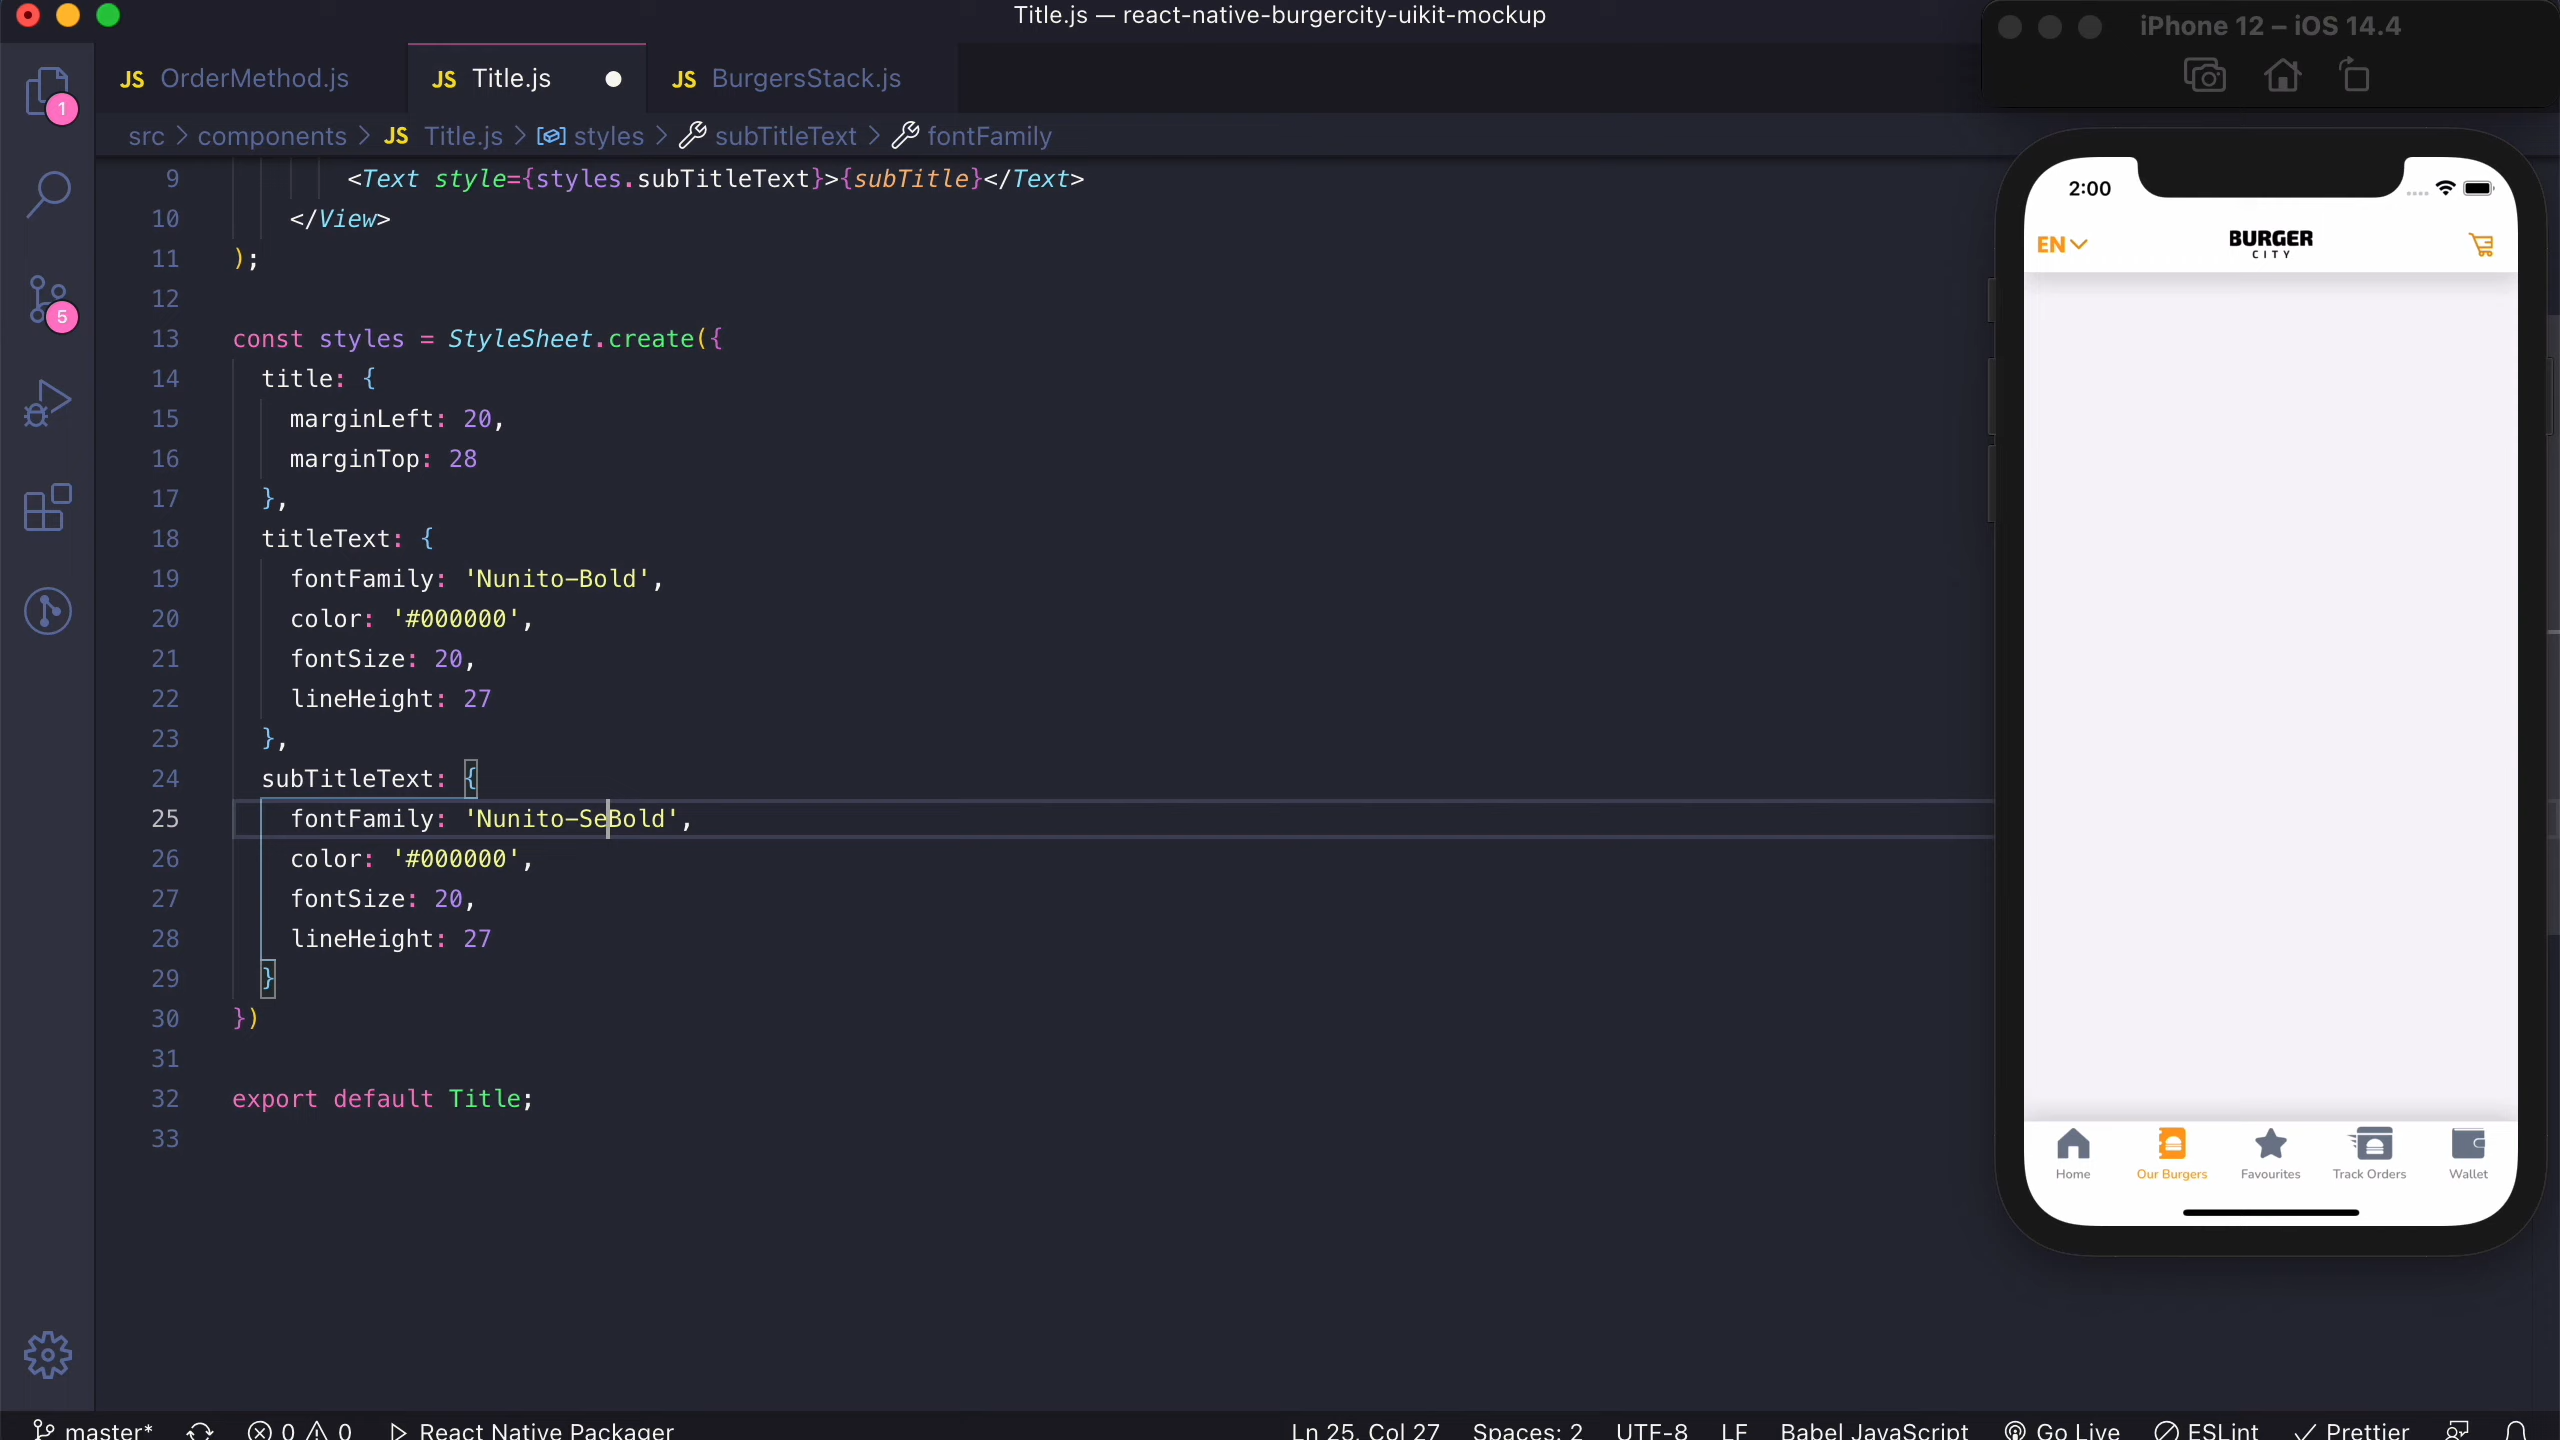 Title.js — react-native-burgercity-uikit-mockup
JS OrderMethod.js
JS Title.js
JS BurgersStack.js
src > components > JS Title.js > styles > subTitleText > fontFamily
1
5
9 <Text style={styles.subTitleText}>{subTitle}</Text>
10 </View>
11 );
12
13 const styles = StyleSheet.create({
14 title: {
15 marginLeft: 20,
16 marginTop: 28
17 },
18 titleText: {
19 fontFamily: 'Nunito-Bold',
20 color: '#000000',
21 fontSize: 20,
22 lineHeight: 27
23 },
24 subTitleText: {
25 fontFamily: 'Nunito-SeBold',
26 color: '#000000',
27 fontSize: 20,
28 lineHeight: 27
29 }
30 })
31
32 export default Title;
33
iPhone 12 – iOS 14.4
2:00
EN
BURGER
CITY
Home
Our Burgers
Favourites
Track Orders
Wallet
master*
0 0
React Native Packager
Ln 25, Col 27
Spaces: 2
UTF-8
LF
Babel JavaScript
Go Live
ESLint
Prettier